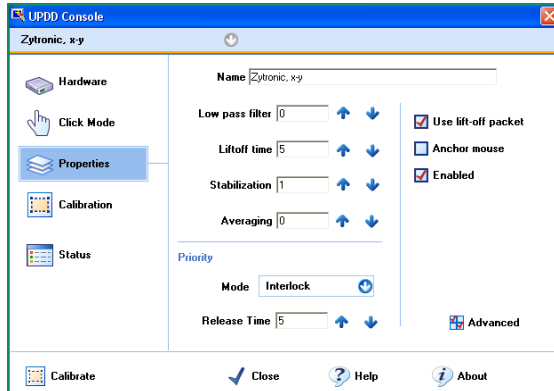 UPDD Console
Zytronic, x-y
Hardware
Click Mode
Properties
Calibration
Status
Name Zytronic, x-y
Low pass filter 0
Liftoff time 5
Stabilization 1
Averaging 0
Priority
Mode Interlock
Release Time 5
Use lift-off packet
Anchor mouse
Enabled
Advanced
Calibrate
Close
Help
About